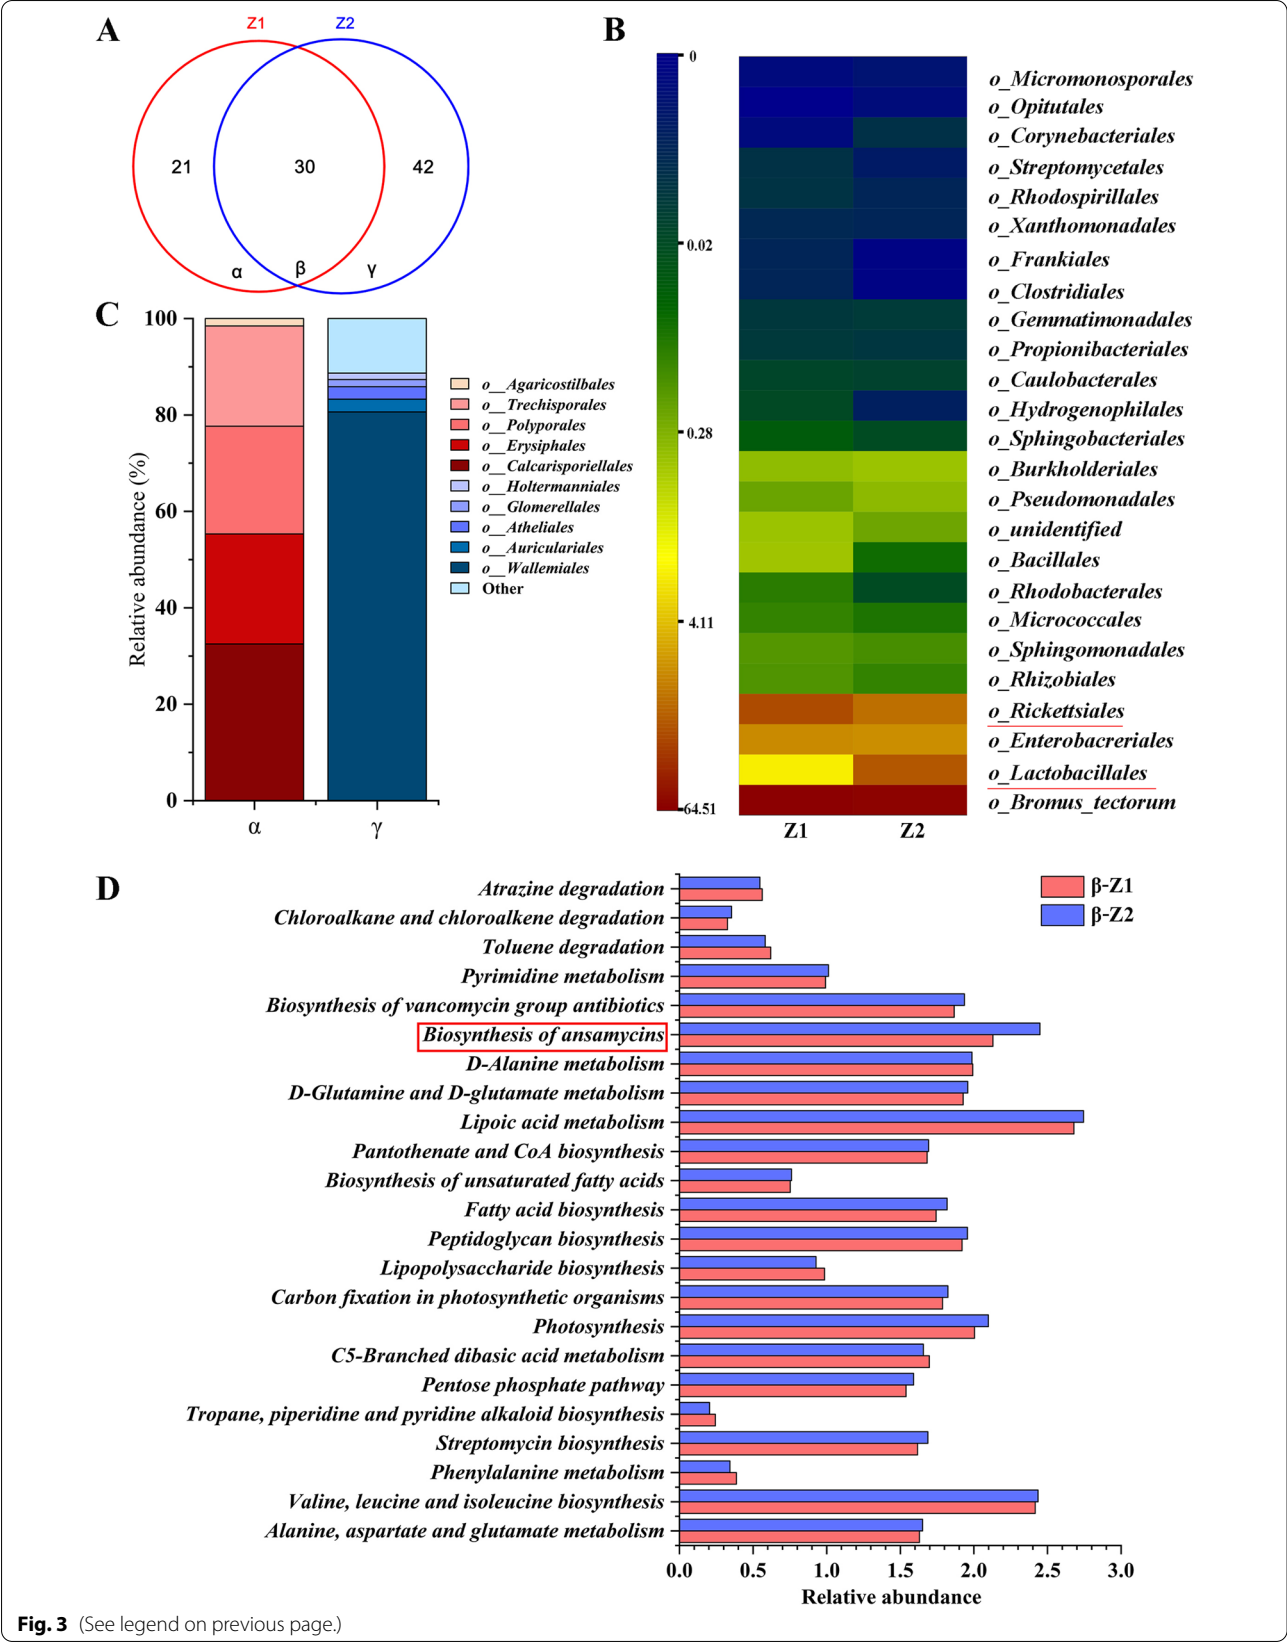 A
Z1
Z2
21
30
42
α
β
γ
B
0
0.02
0.28
4.11
64.51
o_Micromonosporales
o_Opitutales
o_Corynebacteriales
o_Streptomycetales
o_Rhodospirillales
o_Xanthomonadales
o_Frankiales
o_Clostridiales
o_Gemmatimonadales
o_Propionibacteriales
o_Caulobacterales
o_Hydrogenophilales
o_Sphingobacteriales
o_Burkholderiales
o_Pseudomonadales
o_unidentified
o_Bacillales
o_Rhodobacterales
o_Micrococcales
o_Sphingomonadales
o_Rhizobiales
o_Rickettsiales
o_Enterobacreriales
o_Lactobacillales
o_Bromus_tectorum
Z1
Z2
C
Relative abundance (%)
100
80
60
40
20
0
α
γ
o__Agaricostilbales
o__Trechisporales
o__Polyporales
o__Erysiphales
o__Calcarisporiellales
o__Holtermanniales
o__Glomerellales
o__Atheliales
o__Auriculariales
o__Wallemiales
Other
D
β-Z1
β-Z2
Atrazine degradation
Chloroalkane and chloroalkene degradation
Toluene degradation
Pyrimidine metabolism
Biosynthesis of vancomycin group antibiotics
Biosynthesis of ansamycins
D-Alanine metabolism
D-Glutamine and D-glutamate metabolism
Lipoic acid metabolism
Pantothenate and CoA biosynthesis
Biosynthesis of unsaturated fatty acids
Fatty acid biosynthesis
Peptidoglycan biosynthesis
Lipopolysaccharide biosynthesis
Carbon fixation in photosynthetic organisms
Photosynthesis
C5-Branched dibasic acid metabolism
Pentose phosphate pathway
Tropane, piperidine and pyridine alkaloid biosynthesis
Streptomycin biosynthesis
Phenylalanine metabolism
Valine, leucine and isoleucine biosynthesis
Alanine, aspartate and glutamate metabolism
0.0 0.5 1.0 1.5 2.0 2.5 3.0
Relative abundance
Fig. 3 (See legend on previous page.)